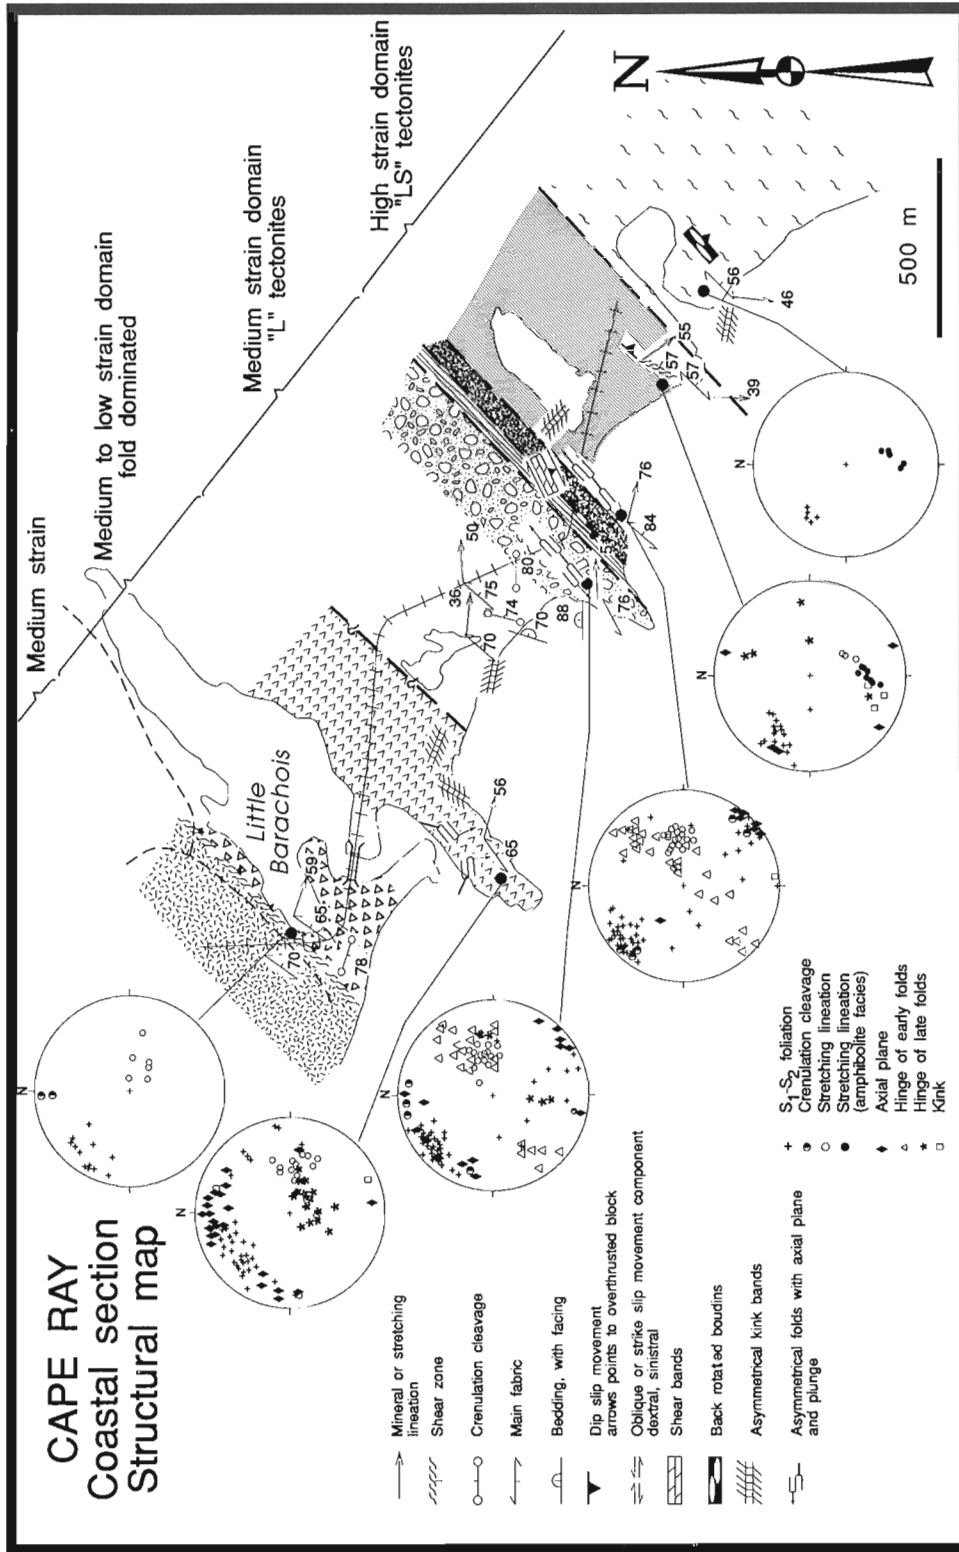 CAPE RAY
Coastal section
Structural map
Medium strain
Medium to low strain domain
fold dominated
Medium strain domain
"L" tectonites
High strain domain
"LS" tectonites
N
500 m
Little
Barachois
70
65
59?
78
65
56
36
50
70
75
74
80
70
88
76
84
76
57
57
55
39
56
46
N
N
N
N
N
N
Mineral or stretching
lineation
Shear zone
Crenulation cleavage
Main fabric
Bedding, with facing
Dip slip movement
arrows points to overthrusted block
Oblique or strike slip movement component
dextral, sinistral
Shear bands
Back rotated boudins
Asymmetrical kink bands
Asymmetrical folds with axial plane
and plunge
S1-S2 foliation
Crenulation cleavage
Stretching lineation
Stretching lineation
(amphibolite facies)
Axial plane
Hinge of early folds
Hinge of late folds
Kink